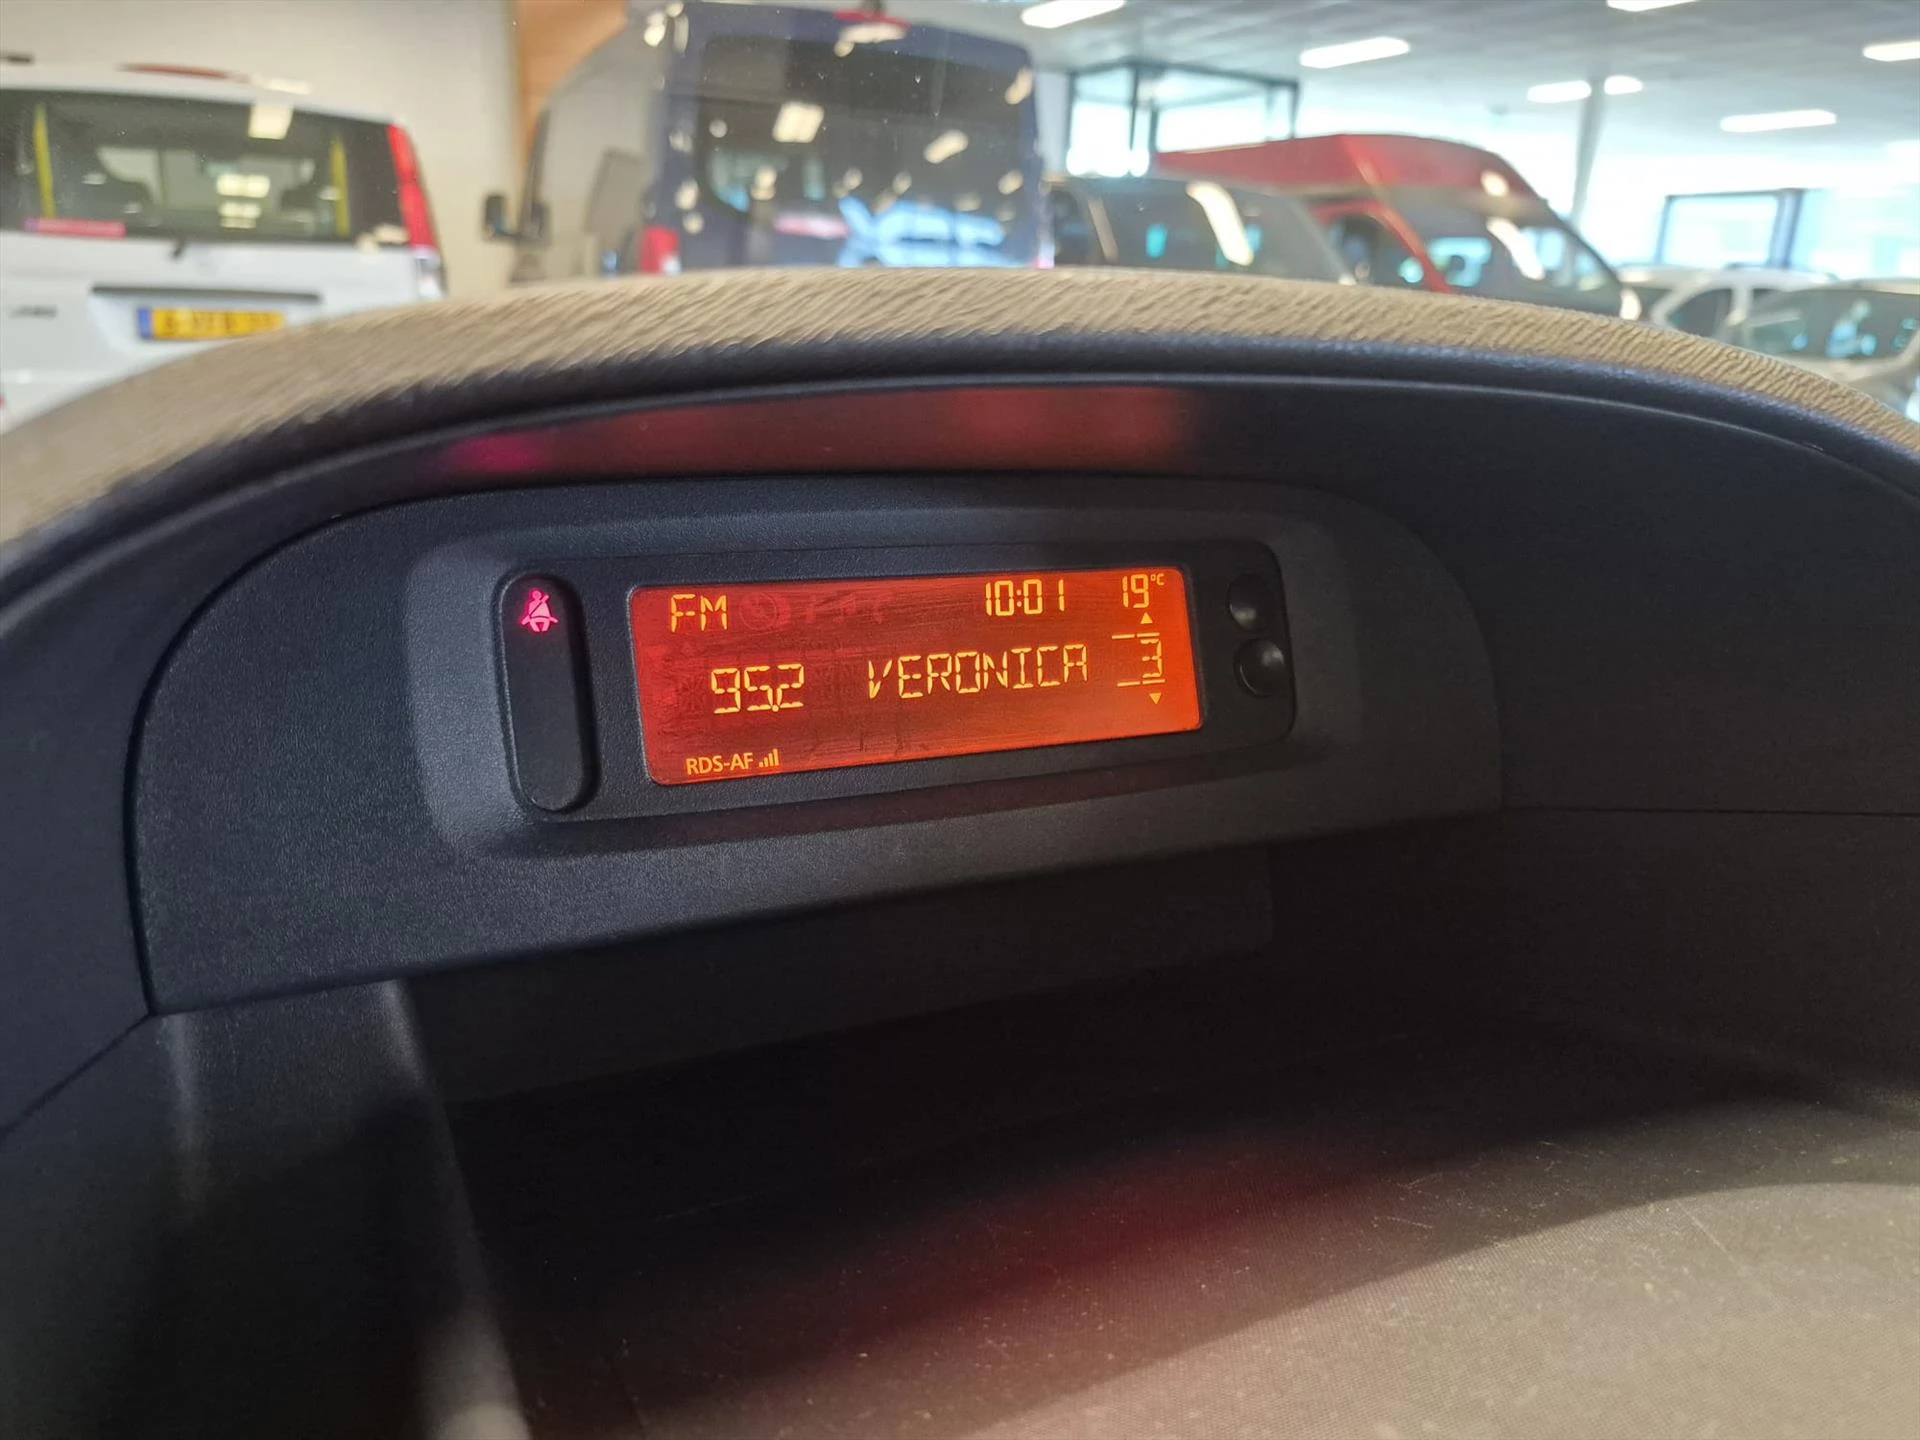 FM 10:01 19°C
95.2 VERONICA 3
RDS-AF